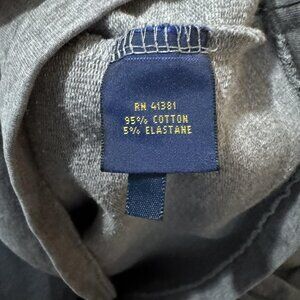 RN 41381
95% COTTON
5% ELASTANE